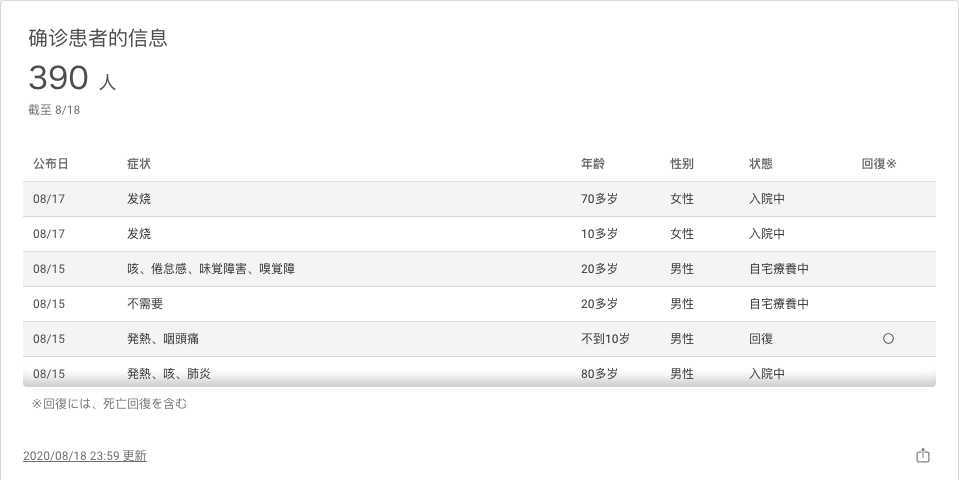 确诊患者的信息
390 人
截至 8/18
公布日 症状 年龄 性别 状態 回復※
08/17 发烧 70多岁 女性 入院中
08/17 发烧 10多岁 女性 入院中
08/15 咳、倦怠感、味覚障害、嗅覚障 20多岁 男性 自宅療養中
08/15 不需要 20多岁 男性 自宅療養中
08/15 発熱、咽頭痛 不到10岁 男性 回復 〇
08/15 発熱、咳、肺炎 80多岁 男性 入院中
※回復には、死亡回復を含む
2020/08/18 23:59 更新